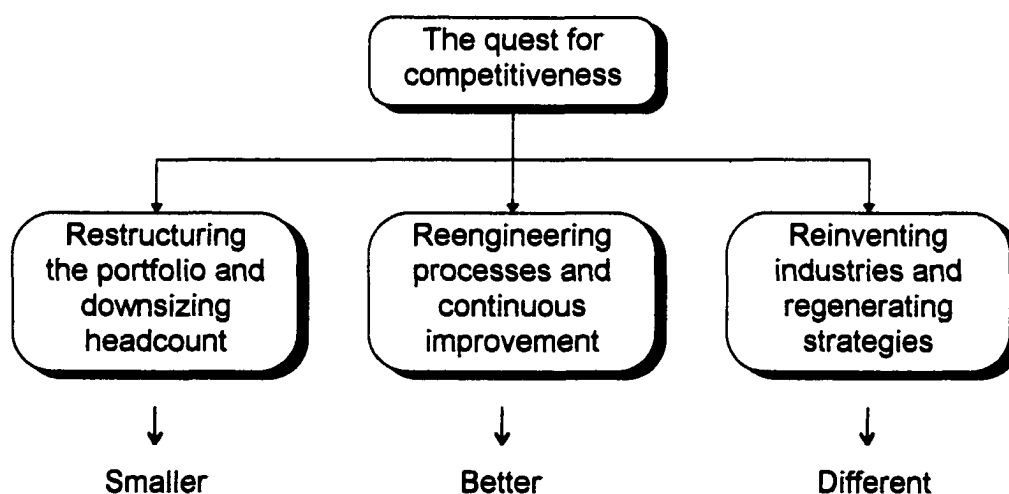 The quest for
competitiveness
Restructuring
the portfolio and
downsizing
headcount
Reengineering
processes and
continuous
improvement
Reinventing
industries and
regenerating
strategies
Smaller
Better
Different